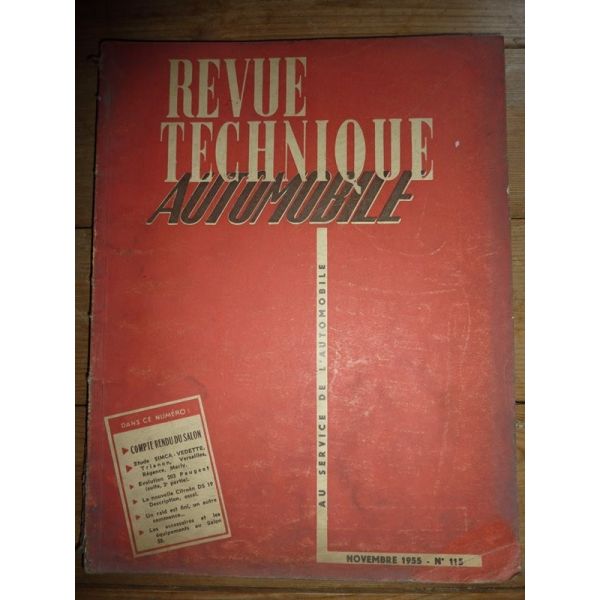 REVUE
TECHNIQUE
AUTOMOBILE
AU SERVICE DE L'AUTOMOBILE
DANS CE NUMÉRO :
COMPTE RENDU DU SALON
Etude SIMCA VEDETTE,
Trianon, Versailles,
Régence, Marly.
Evolution 203 Peugeot
(suite, 2e partie).
La nouvelle Citroën DS 19
Description, essai.
Un raid est fini, un autre
commence...
Les accessoires et les
équipements au Salon
55.
NOVEMBRE 1955 - N° 115